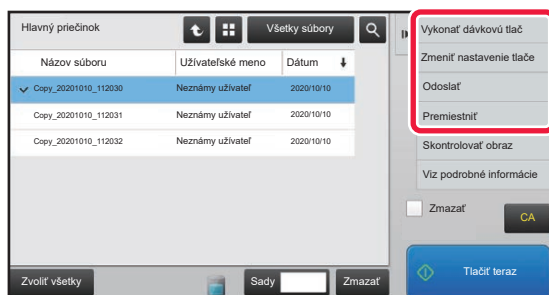 Hlavný priečinok
Všetky súbory
Názov súboru Užívateľské meno Dátum
Copy_20201010_112030 Neznámy užívateľ 2020/10/10
Copy_20201010_112031 Neznámy užívateľ 2020/10/10
Copy_20201010_112032 Neznámy užívateľ 2020/10/10
Zvoliť všetky
Sady
Zmazať
Vykonať dávkovú tlač
Zmeniť nastavenie tlače
Odoslať
Premiestniť
Skontrolovať obraz
Viz podrobné informácie
Zmazať
CA
Tlačiť teraz